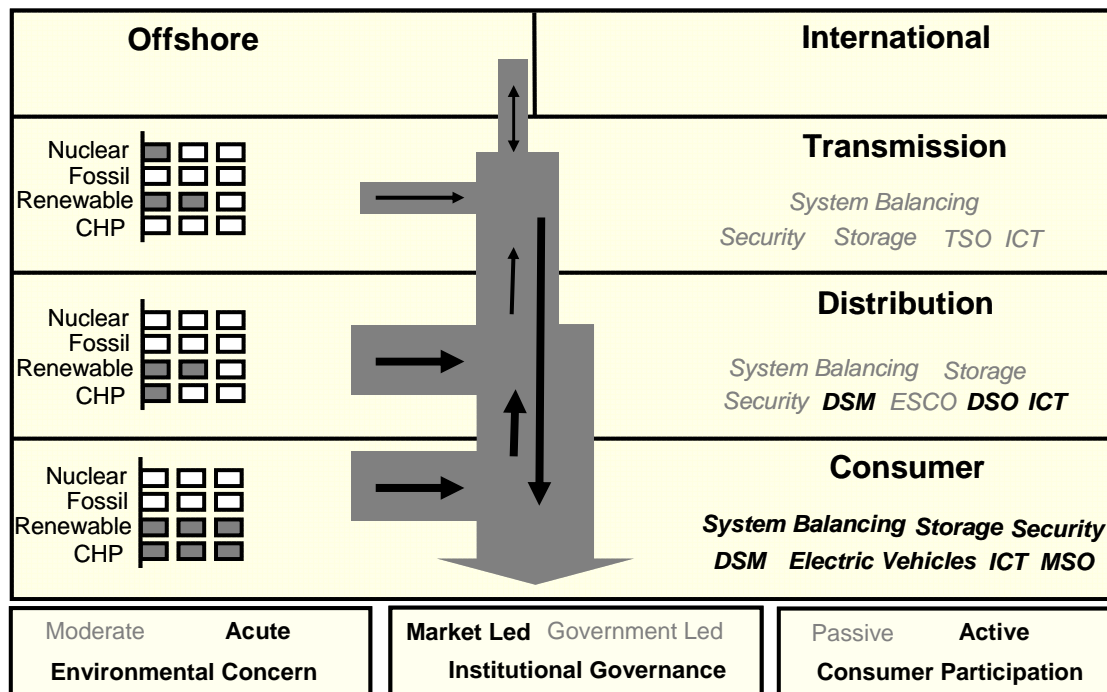 Offshore
International
Nuclear
Fossil
Renewable
CHP
Transmission
System Balancing
Security Storage TSO ICT
Nuclear
Fossil
Renewable
CHP
Distribution
System Balancing Storage
Security DSM ESCO DSO ICT
Nuclear
Fossil
Renewable
CHP
Consumer
System Balancing Storage Security
DSM Electric Vehicles ICT MSO
Moderate Acute
Environmental Concern
Market Led Government Led
Institutional Governance
Passive Active
Consumer Participation